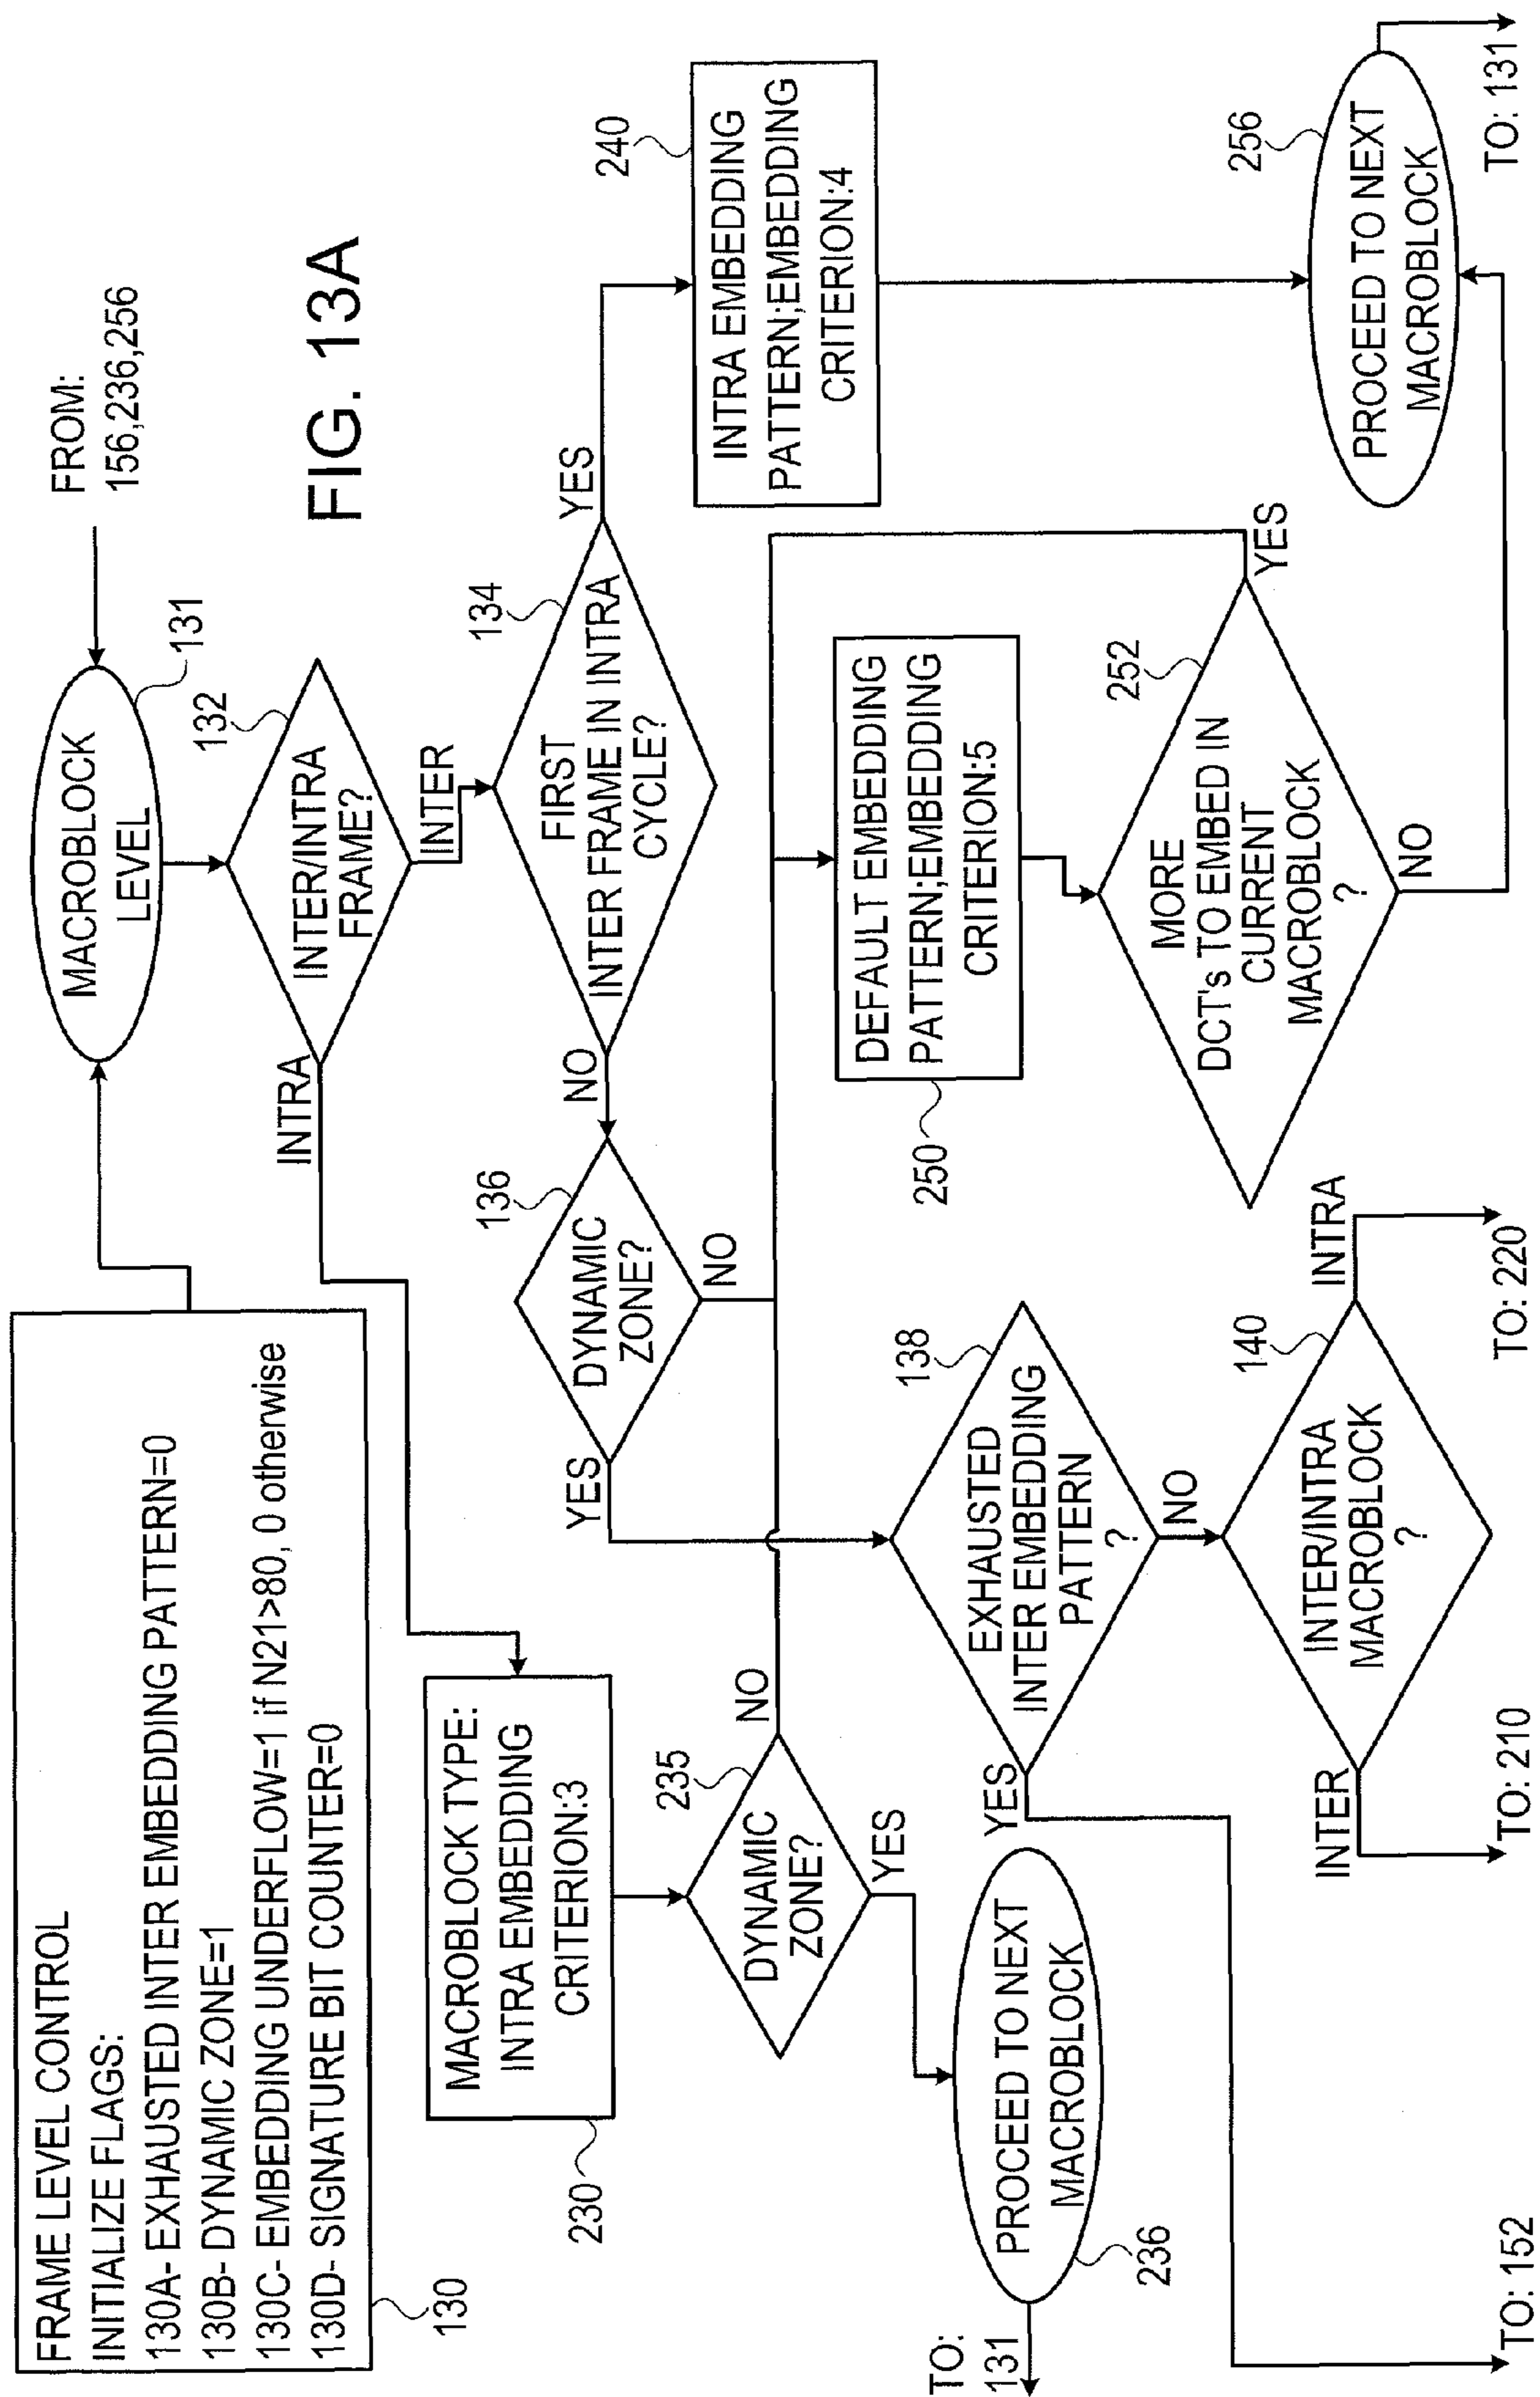 FRAME LEVEL CONTROL
INITIALIZE FLAGS:
130A- EXHAUSTED INTER EMBEDDING PATTERN=0
130B- DYNAMIC ZONE=1
130C- EMBEDDING UNDERFLOW=1 if N21>80, 0 otherwise
130D- SIGNATURE BIT COUNTER=0
130
MACROBLOCK
LEVEL
131
FROM:
156,236,256
FIG. 13A
INTER/INTRA
FRAME?
132
INTRA
INTER
FIRST
INTER FRAME IN INTRA
CYCLE?
134
YES
NO
INTRA EMBEDDING
PATTERN;EMBEDDING
CRITERION:4
240
DYNAMIC
ZONE?
136
YES
NO
MACROBLOCK TYPE:
INTRA EMBEDDING
CRITERION:3
230
DYNAMIC
ZONE?
235
NO
YES
PROCEED TO NEXT
MACROBLOCK
236
TO:
131
DEFAULT EMBEDDING
PATTERN;EMBEDDING
CRITERION:5
250
MORE
DCT's TO EMBED IN
CURRENT
MACROBLOCK
?
252
YES
NO
PROCEED TO NEXT
MACROBLOCK
256
TO: 131
EXHAUSTED
INTER EMBEDDING
PATTERN
?
138
YES
NO
INTER/INTRA
MACROBLOCK
?
140
INTER
INTRA
TO: 152
TO: 210
TO: 220